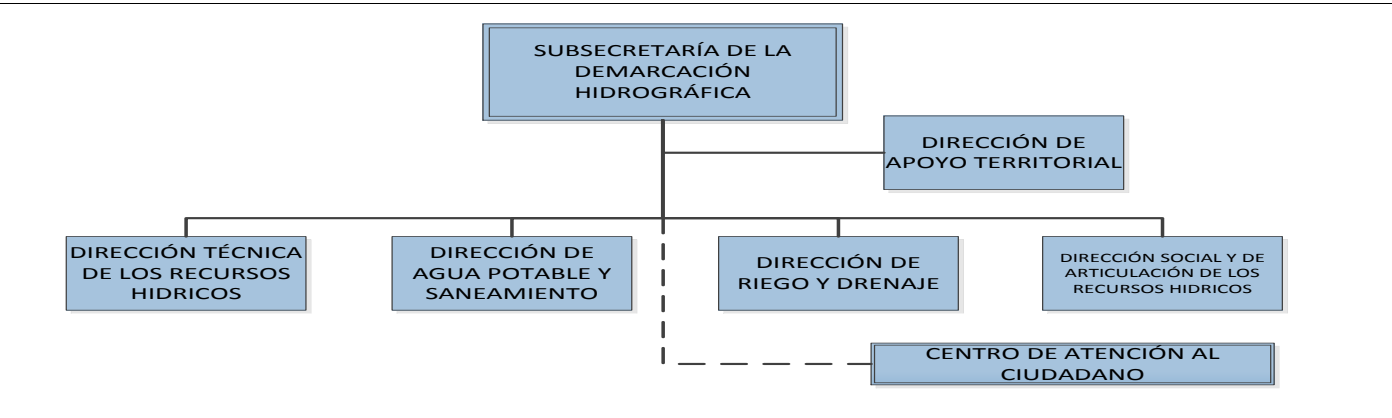 SUBSECRETARÍA DE LA
DEMARCACIÓN
HIDROGRÁFICA
DIRECCIÓN DE
APOYO TERRITORIAL
DIRECCIÓN TÉCNICA
DE LOS RECURSOS
HIDRICOS
DIRECCIÓN DE
AGUA POTABLE Y
SANEAMIENTO
DIRECCIÓN DE
RIEGO Y DRENAJE
DIRECCIÓN SOCIAL Y DE
ARTICULACIÓN DE LOS
RECURSOS HIDRICOS
CENTRO DE ATENCIÓN AL
CIUDADANO